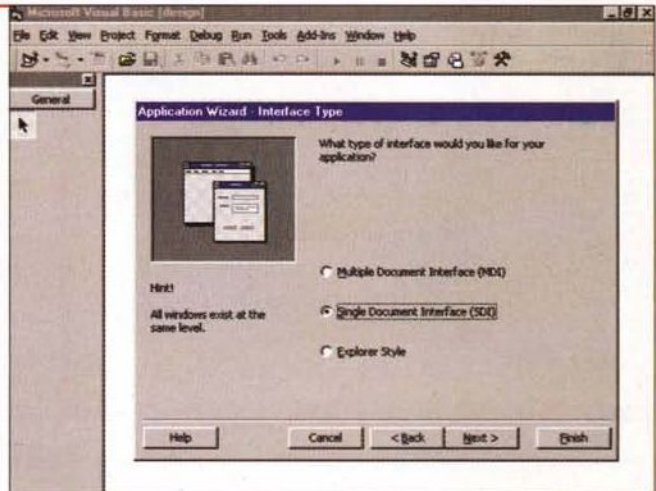 Microsoft Visual Basic [design]
File Edit View Project Format Debug Run Tools Add-Ins Window Help
General
Application Wizard - Interface Type
What type of interface would you like for your
application?
Multiple Document Interface (MDI)
Hint!
Single Document Interface (SDI)
All windows exist at the
same level.
Explorer Style
Help Cancel < Back Next > Finish